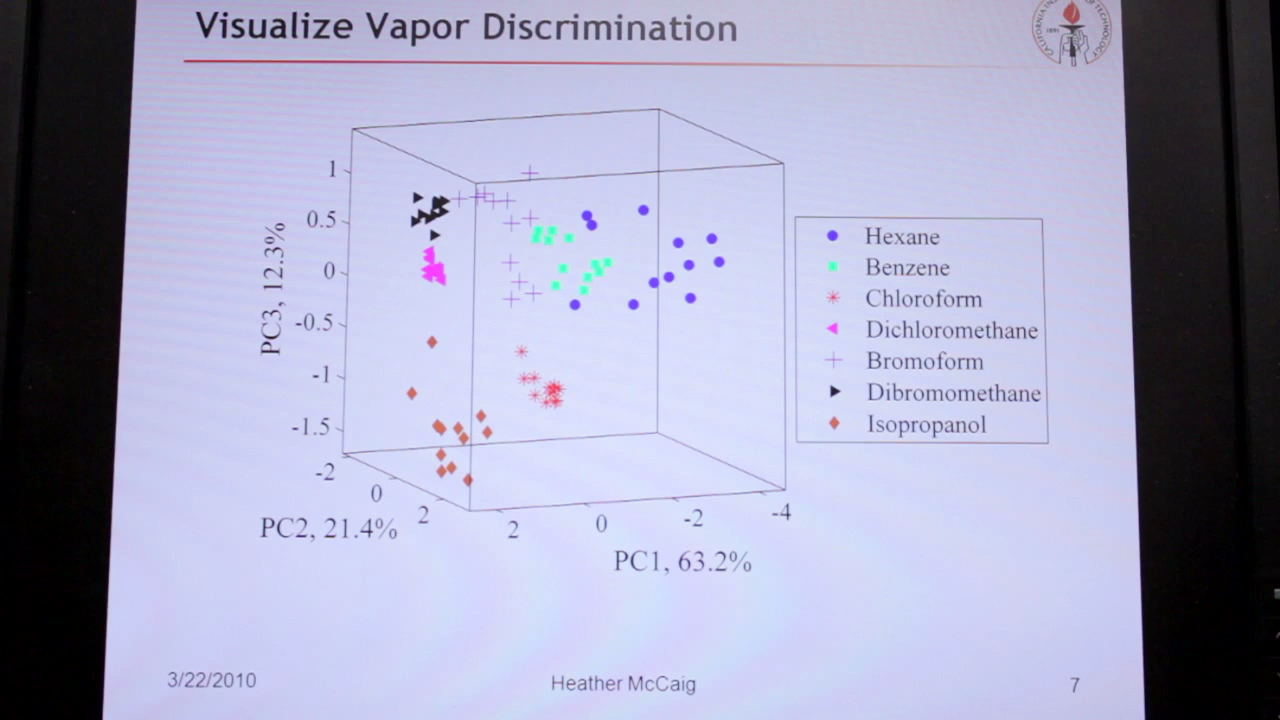 Visualize Vapor Discrimination
1
0.5
0
-0.5
-1
-1.5
PC3, 12.3%
-2
0
2
PC2, 21.4%
2
0
-2
-4
PC1, 63.2%
Hexane
Benzene
Chloroform
Dichloromethane
Bromoform
Dibromomethane
Isopropanol
3/22/2010
Heather McCaig
7